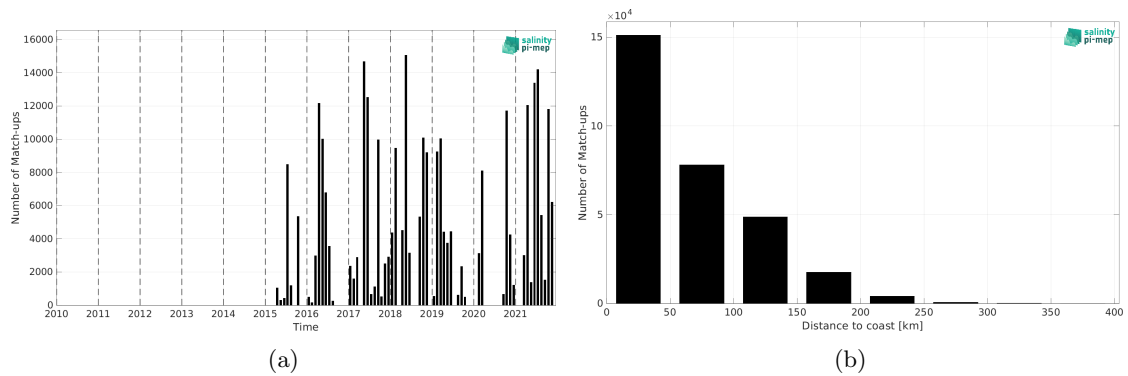 salinity
pi-mep
16000
14000
12000
10000
8000
6000
4000
2000
0
Number of Match-ups
2010 2011 2012 2013 2014 2015 2016 2017 2018 2019 2020 2021
Time
(a)
×10⁴
salinity
pi-mep
15
10
5
0
Number of Match-ups
0 50 100 150 200 250 300 350 400
Distance to coast [km]
(b)